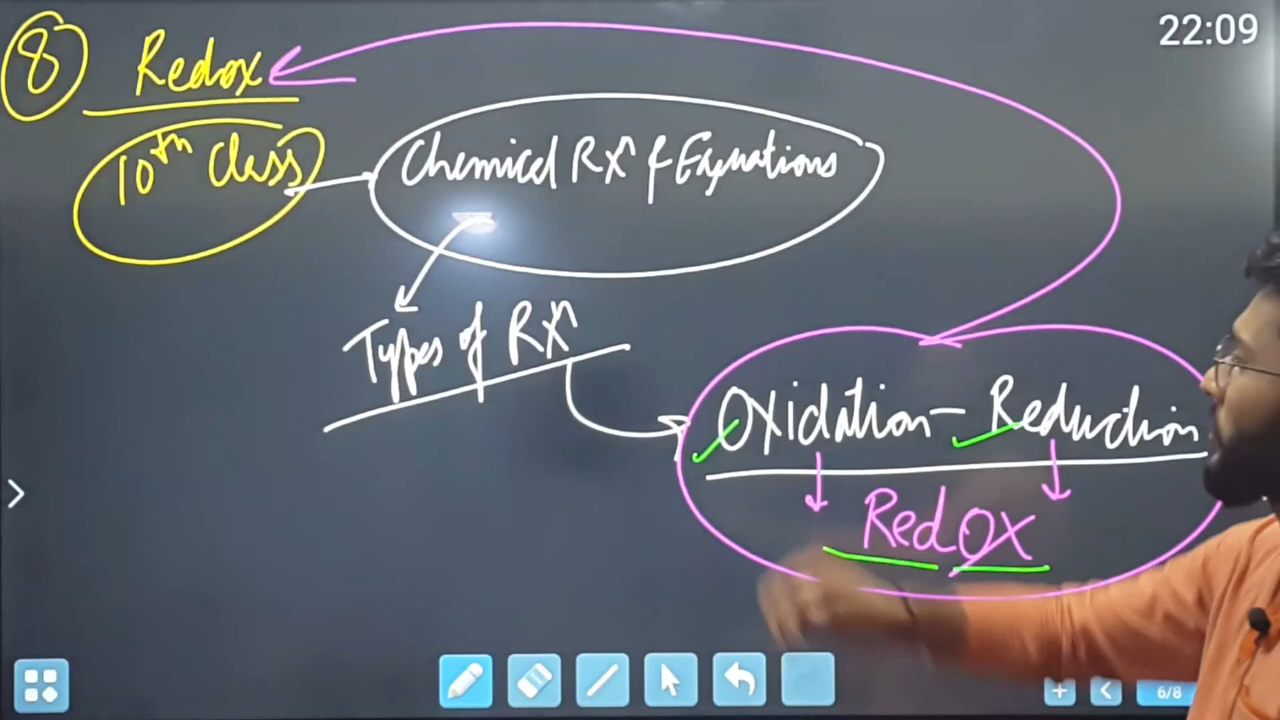 22:09
8 Redox
10th Class
Chemical RXn & Equations
Types of RXn
Oxidation - Reduction
RedOX
6/8